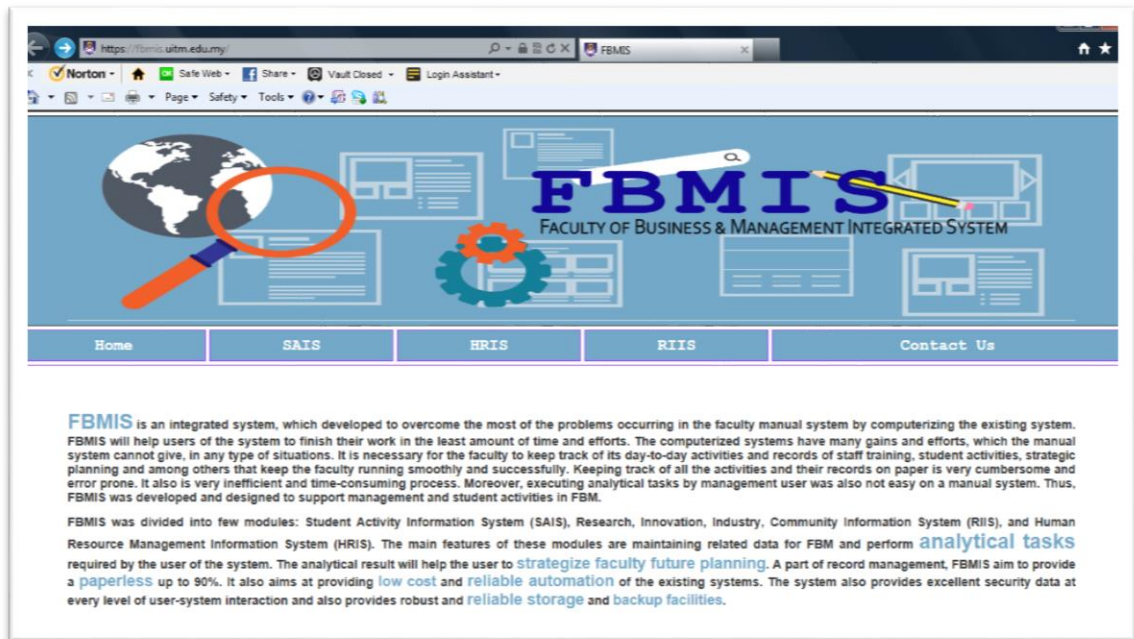 https://fbmis.uitm.edu.my/
FBMIS
Norton
Safe Web
Share
Vault Closed
Login Assistant
Page
Safety
Tools
FBMIS
FACULTY OF BUSINESS & MANAGEMENT INTEGRATED SYSTEM
Home
SAIS
HRIS
RIIS
Contact Us
FBMIS is an integrated system, which developed to overcome the most of the problems occurring in the faculty manual system by computerizing the existing system.
FBMIS will help users of the system to finish their work in the least amount of time and efforts. The computerized systems have many gains and efforts, which the manual
system cannot give, in any type of situations. It is necessary for the faculty to keep track of its day-to-day activities and records of staff training, student activities, strategic
planning and among others that keep the faculty running smoothly and successfully. Keeping track of all the activities and their records on paper is very cumbersome and
error prone. It also is very inefficient and time-consuming process. Moreover, executing analytical tasks by management user was also not easy on a manual system. Thus,
FBMIS was developed and designed to support management and student activities in FBM.
FBMIS was divided into few modules: Student Activity Information System (SAIS), Research, Innovation, Industry, Community Information System (RIIS), and Human
Resource Management Information System (HRIS). The main features of these modules are maintaining related data for FBM and perform analytical tasks
required by the user of the system. The analytical result will help the user to strategize faculty future planning. A part of record management, FBMIS aim to provide
a paperless up to 90%. It also aims at providing low cost and reliable automation of the existing systems. The system also provides excellent security data at
every level of user-system interaction and also provides robust and reliable storage and backup facilities.